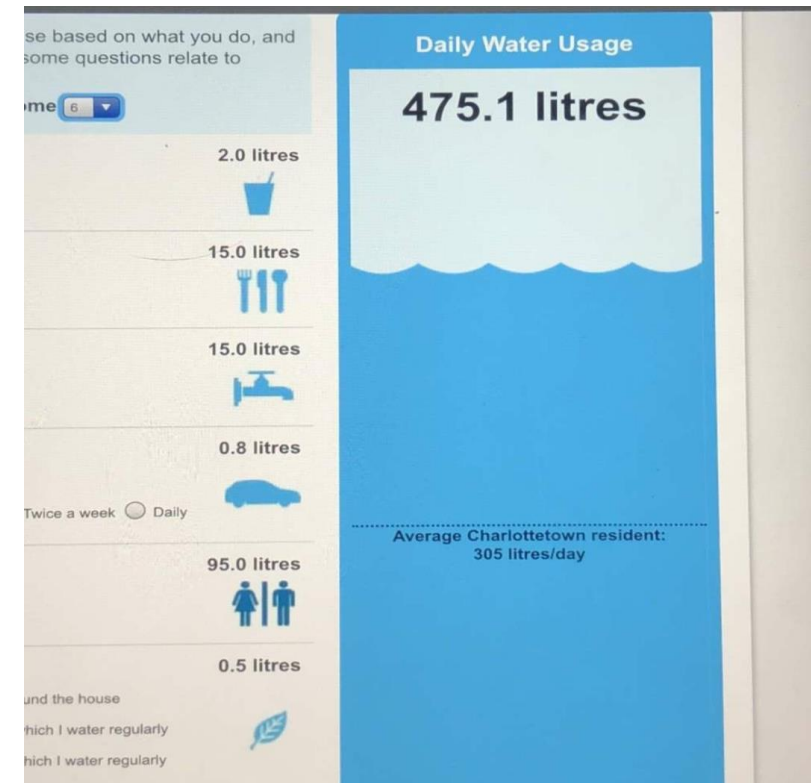 se based on what you do, and
some questions relate to
ome 6
2.0 litres
15.0 litres
15.0 litres
0.8 litres
Twice a week Daily
95.0 litres
0.5 litres
und the house
hich I water regularly
hich I water regularly
Daily Water Usage
475.1 litres
Average Charlottetown resident:
305 litres/day